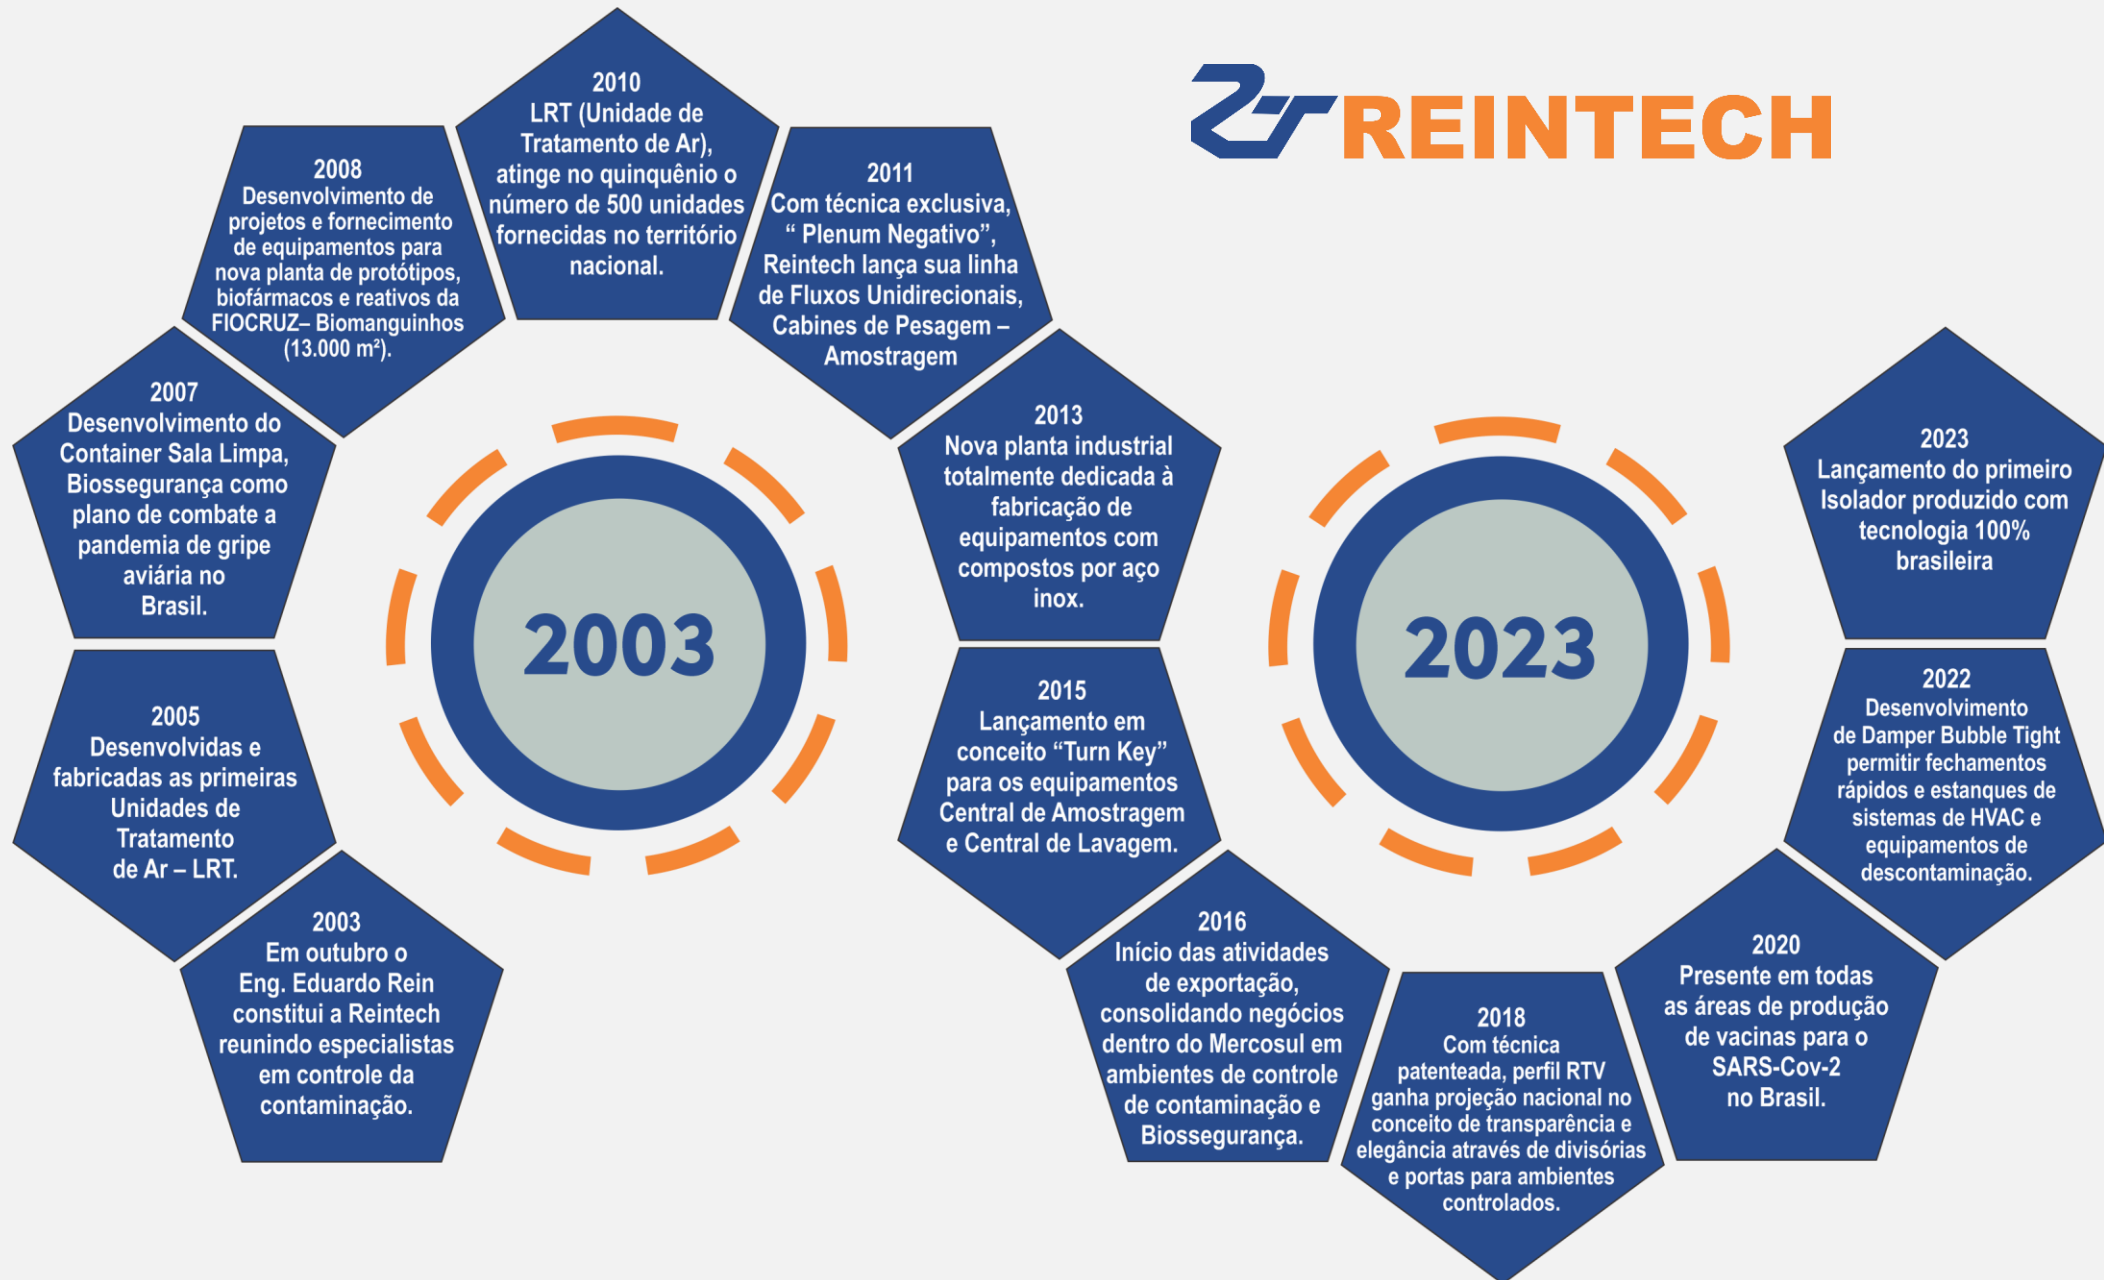 REINTECH
2003
Em outubro o
Eng. Eduardo Rein
constitui a Reintech
reunindo especialistas
em controle da
contaminação.
2005
Desenvolvidas e
fabricadas as primeiras
Unidades de
Tratamento
de Ar – LRT.
2007
Desenvolvimento do
Container Sala Limpa,
Biossegurança como
plano de combate a
pandemia de gripe
aviária no
Brasil.
2008
Desenvolvimento de
projetos e fornecimento
de equipamentos para
nova planta de protótipos,
biofármacos e reativos da
FIOCRUZ– Biomanguinhos
(13.000 m²).
2010
LRT (Unidade de
Tratamento de Ar),
atinge no quinquênio o
número de 500 unidades
fornecidas no território
nacional.
2011
Com técnica exclusiva,
“ Plenum Negativo”,
Reintech lança sua linha
de Fluxos Unidirecionais,
Cabines de Pesagem –
Amostragem
2013
Nova planta industrial
totalmente dedicada à
fabricação de
equipamentos com
compostos por aço
inox.
2015
Lançamento em
conceito “Turn Key”
para os equipamentos
Central de Amostragem
e Central de Lavagem.
2016
Início das atividades
de exportação,
consolidando negócios
dentro do Mercosul em
ambientes de controle
de contaminação e
Biossegurança.
2018
Com técnica
patenteada, perfil RTV
ganha projeção nacional no
conceito de transparência e
elegância através de divisórias
e portas para ambientes
controlados.
2020
Presente em todas
as áreas de produção
de vacinas para o
SARS-Cov-2
no Brasil.
2022
Desenvolvimento
de Damper Bubble Tight
permitir fechamentos
rápidos e estanques de
sistemas de HVAC e
equipamentos de
descontaminação.
2023
Lançamento do primeiro
Isolador produzido com
tecnologia 100%
brasileira
2003
2023